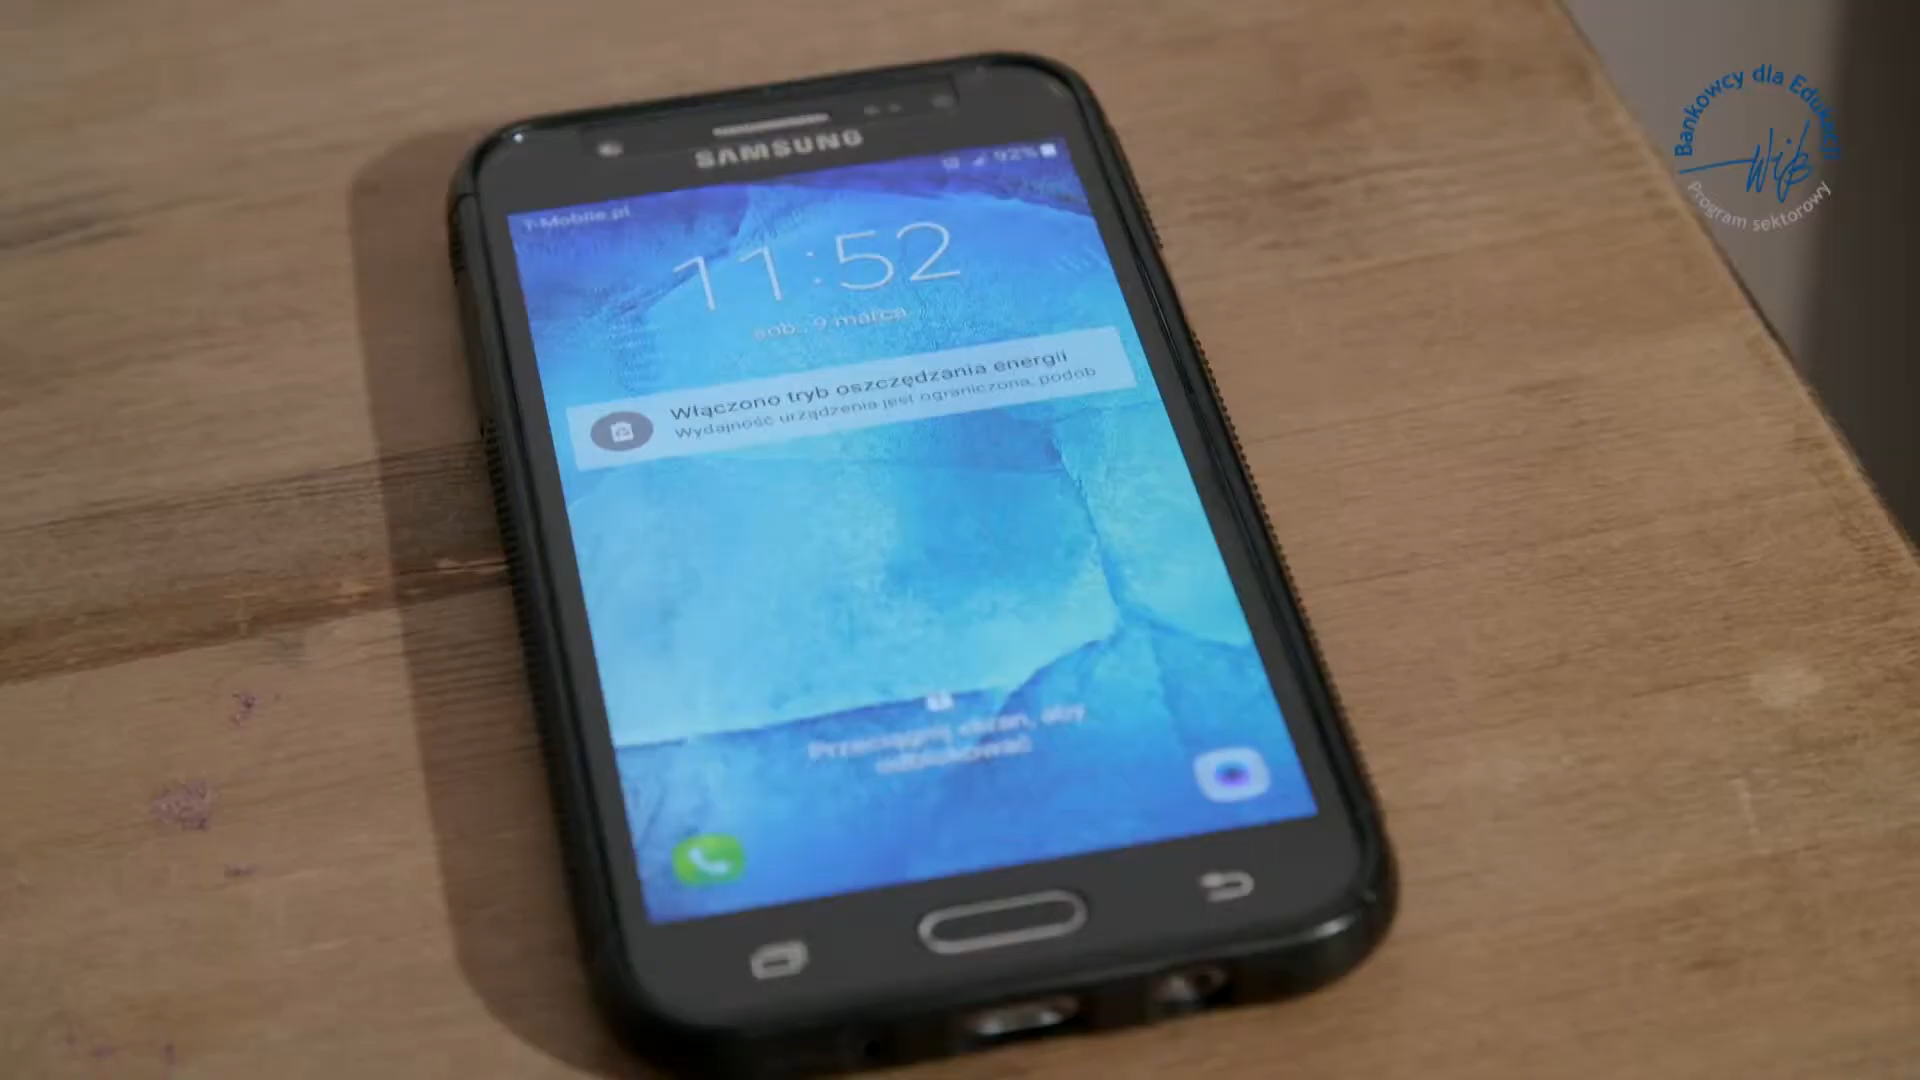 Bankowcy dla Edukacji
WiB
Program sektorowy
SAMSUNG
92%
T-Mobile.pl
11:52
sob., 9 marca
Włączono tryb oszczędzania energii
Wydajność urządzenia jest ograniczona, podob
Przeciągnij ekran, aby
odblokować